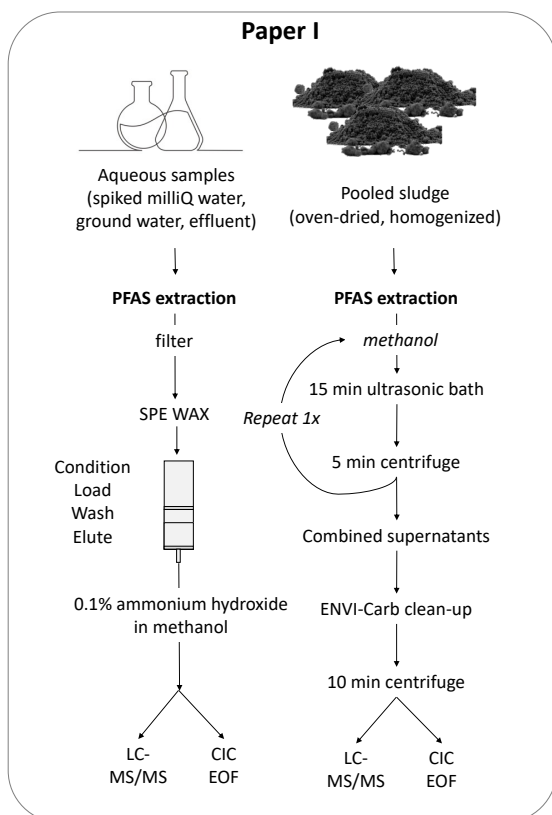 Paper I
Aqueous samples
(spiked milliQ water,
ground water, effluent)
PFAS extraction
filter
SPE WAX
Condition
Load
Wash
Elute
0.1% ammonium hydroxide
in methanol
LC-
MS/MS
CIC
EOF
Pooled sludge
(oven-dried, homogenized)
PFAS extraction
methanol
15 min ultrasonic bath
Repeat 1x
5 min centrifuge
Combined supernatants
ENVI-Carb clean-up
10 min centrifuge
LC-
MS/MS
CIC
EOF